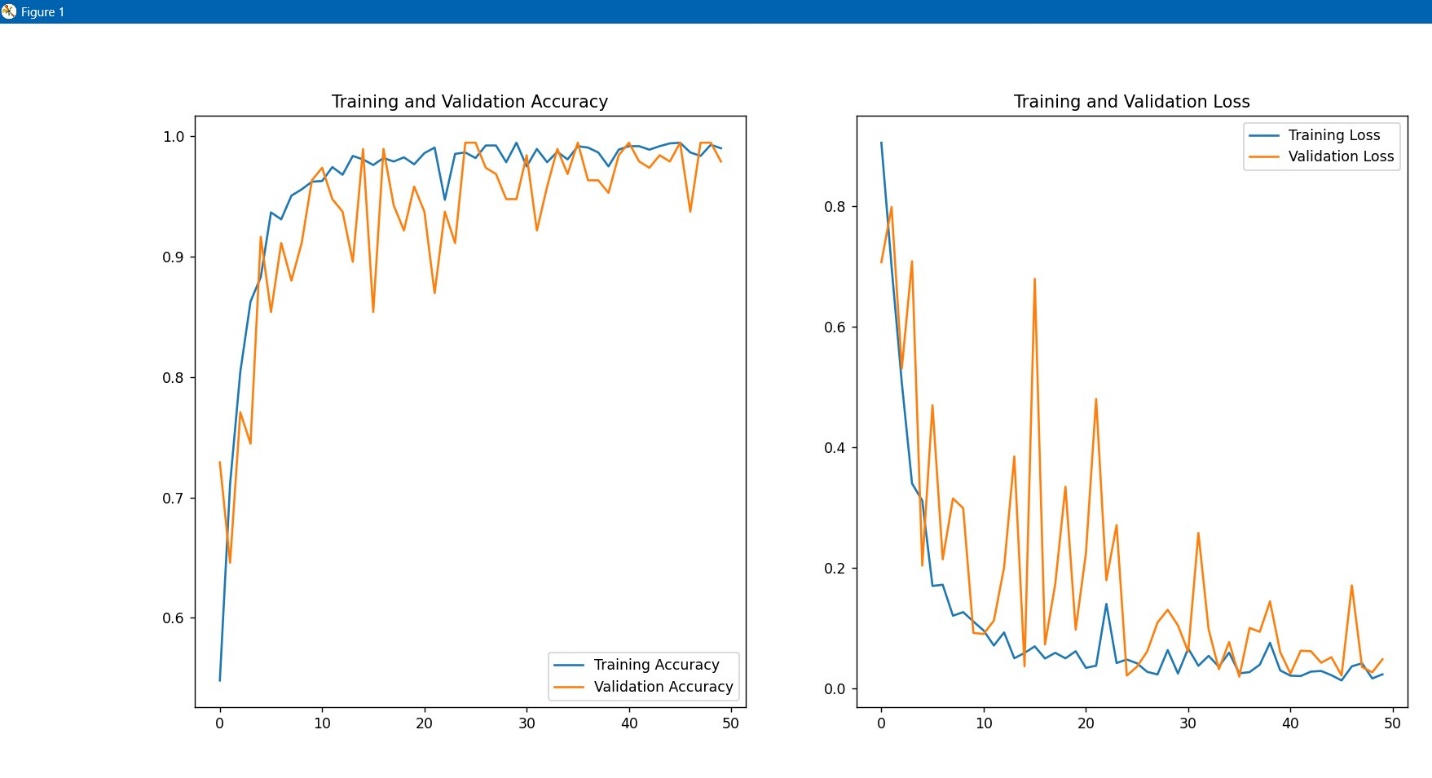 Figure 1
Training and Validation Accuracy
1.0
0.9
0.8
0.7
0.6
0 10 20 30 40 50
Training Accuracy
Validation Accuracy
Training and Validation Loss
Training Loss
Validation Loss
0.8
0.6
0.4
0.2
0.0
0 10 20 30 40 50